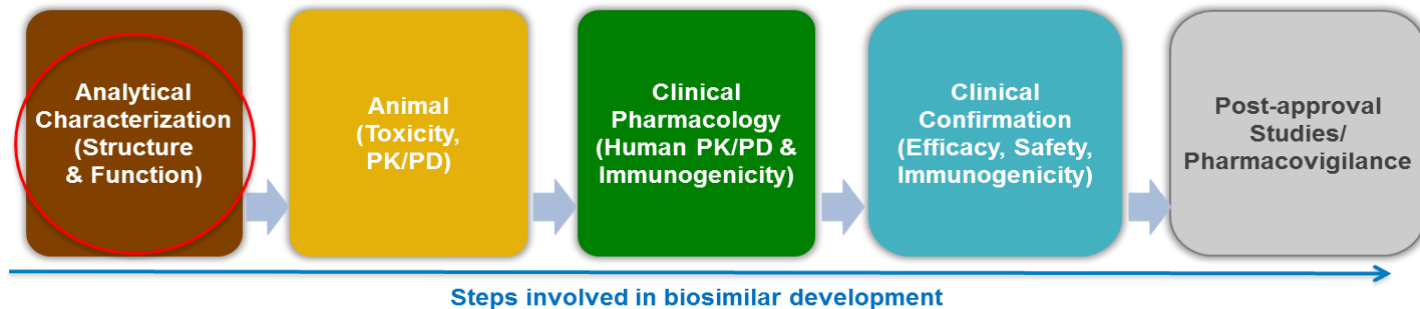 Analytical
Characterization
(Structure
& Function)
Animal
(Toxicity,
PK/PD)
Clinical
Pharmacology
(Human PK/PD &
Immunogenicity)
Clinical
Confirmation
(Efficacy, Safety,
Immunogenicity)
Post-approval
Studies/
Pharmacovigilance
Steps involved in biosimilar development